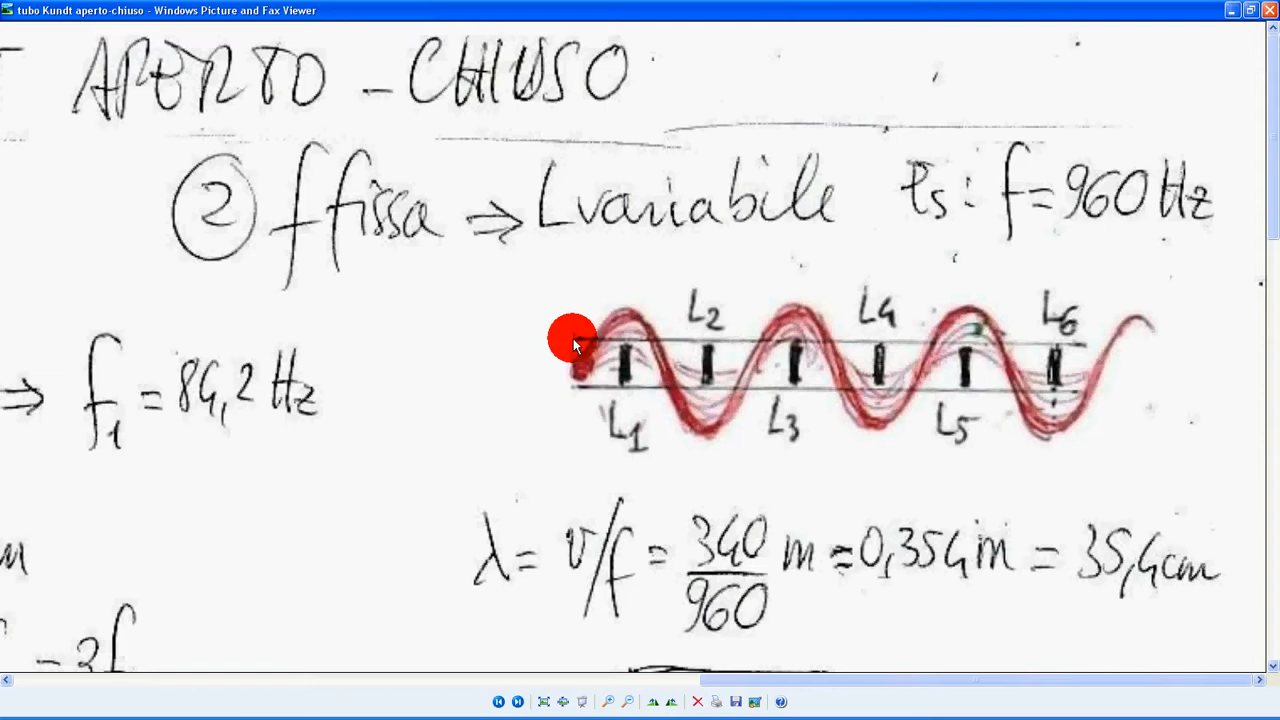 tubo Kundt aperto-chiuso - Windows Picture and Fax Viewer
APERTO - CHIUSO
② f fissa ⇒ L variabile Es: f = 960 Hz
L2 L4 L6
⇒ f1 = 84,2 Hz
L1 L3 L5
λ = v/f = 340/960 m = 0,354 m = 35,4 cm